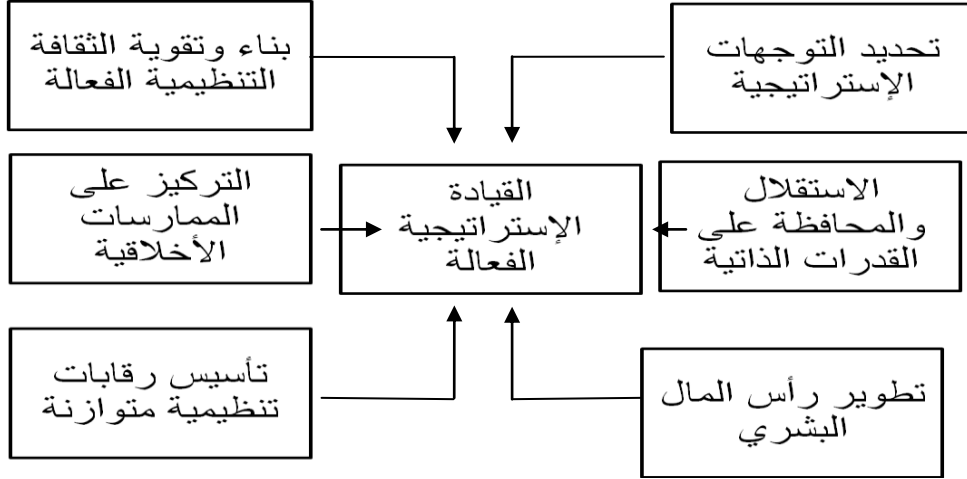 تحديد التوجهات
الإستراتيجية
بناء وتقوية الثقافة
التنظيمية الفعالة
الاستقلال
والمحافظة على
القدرات الذاتية
القيادة
الإستراتيجية
الفعالة
التركيز على
الممارسات
الأخلاقية
تطوير رأس المال
البشري
تأسيس رقابات
تنظيمية متوازنة